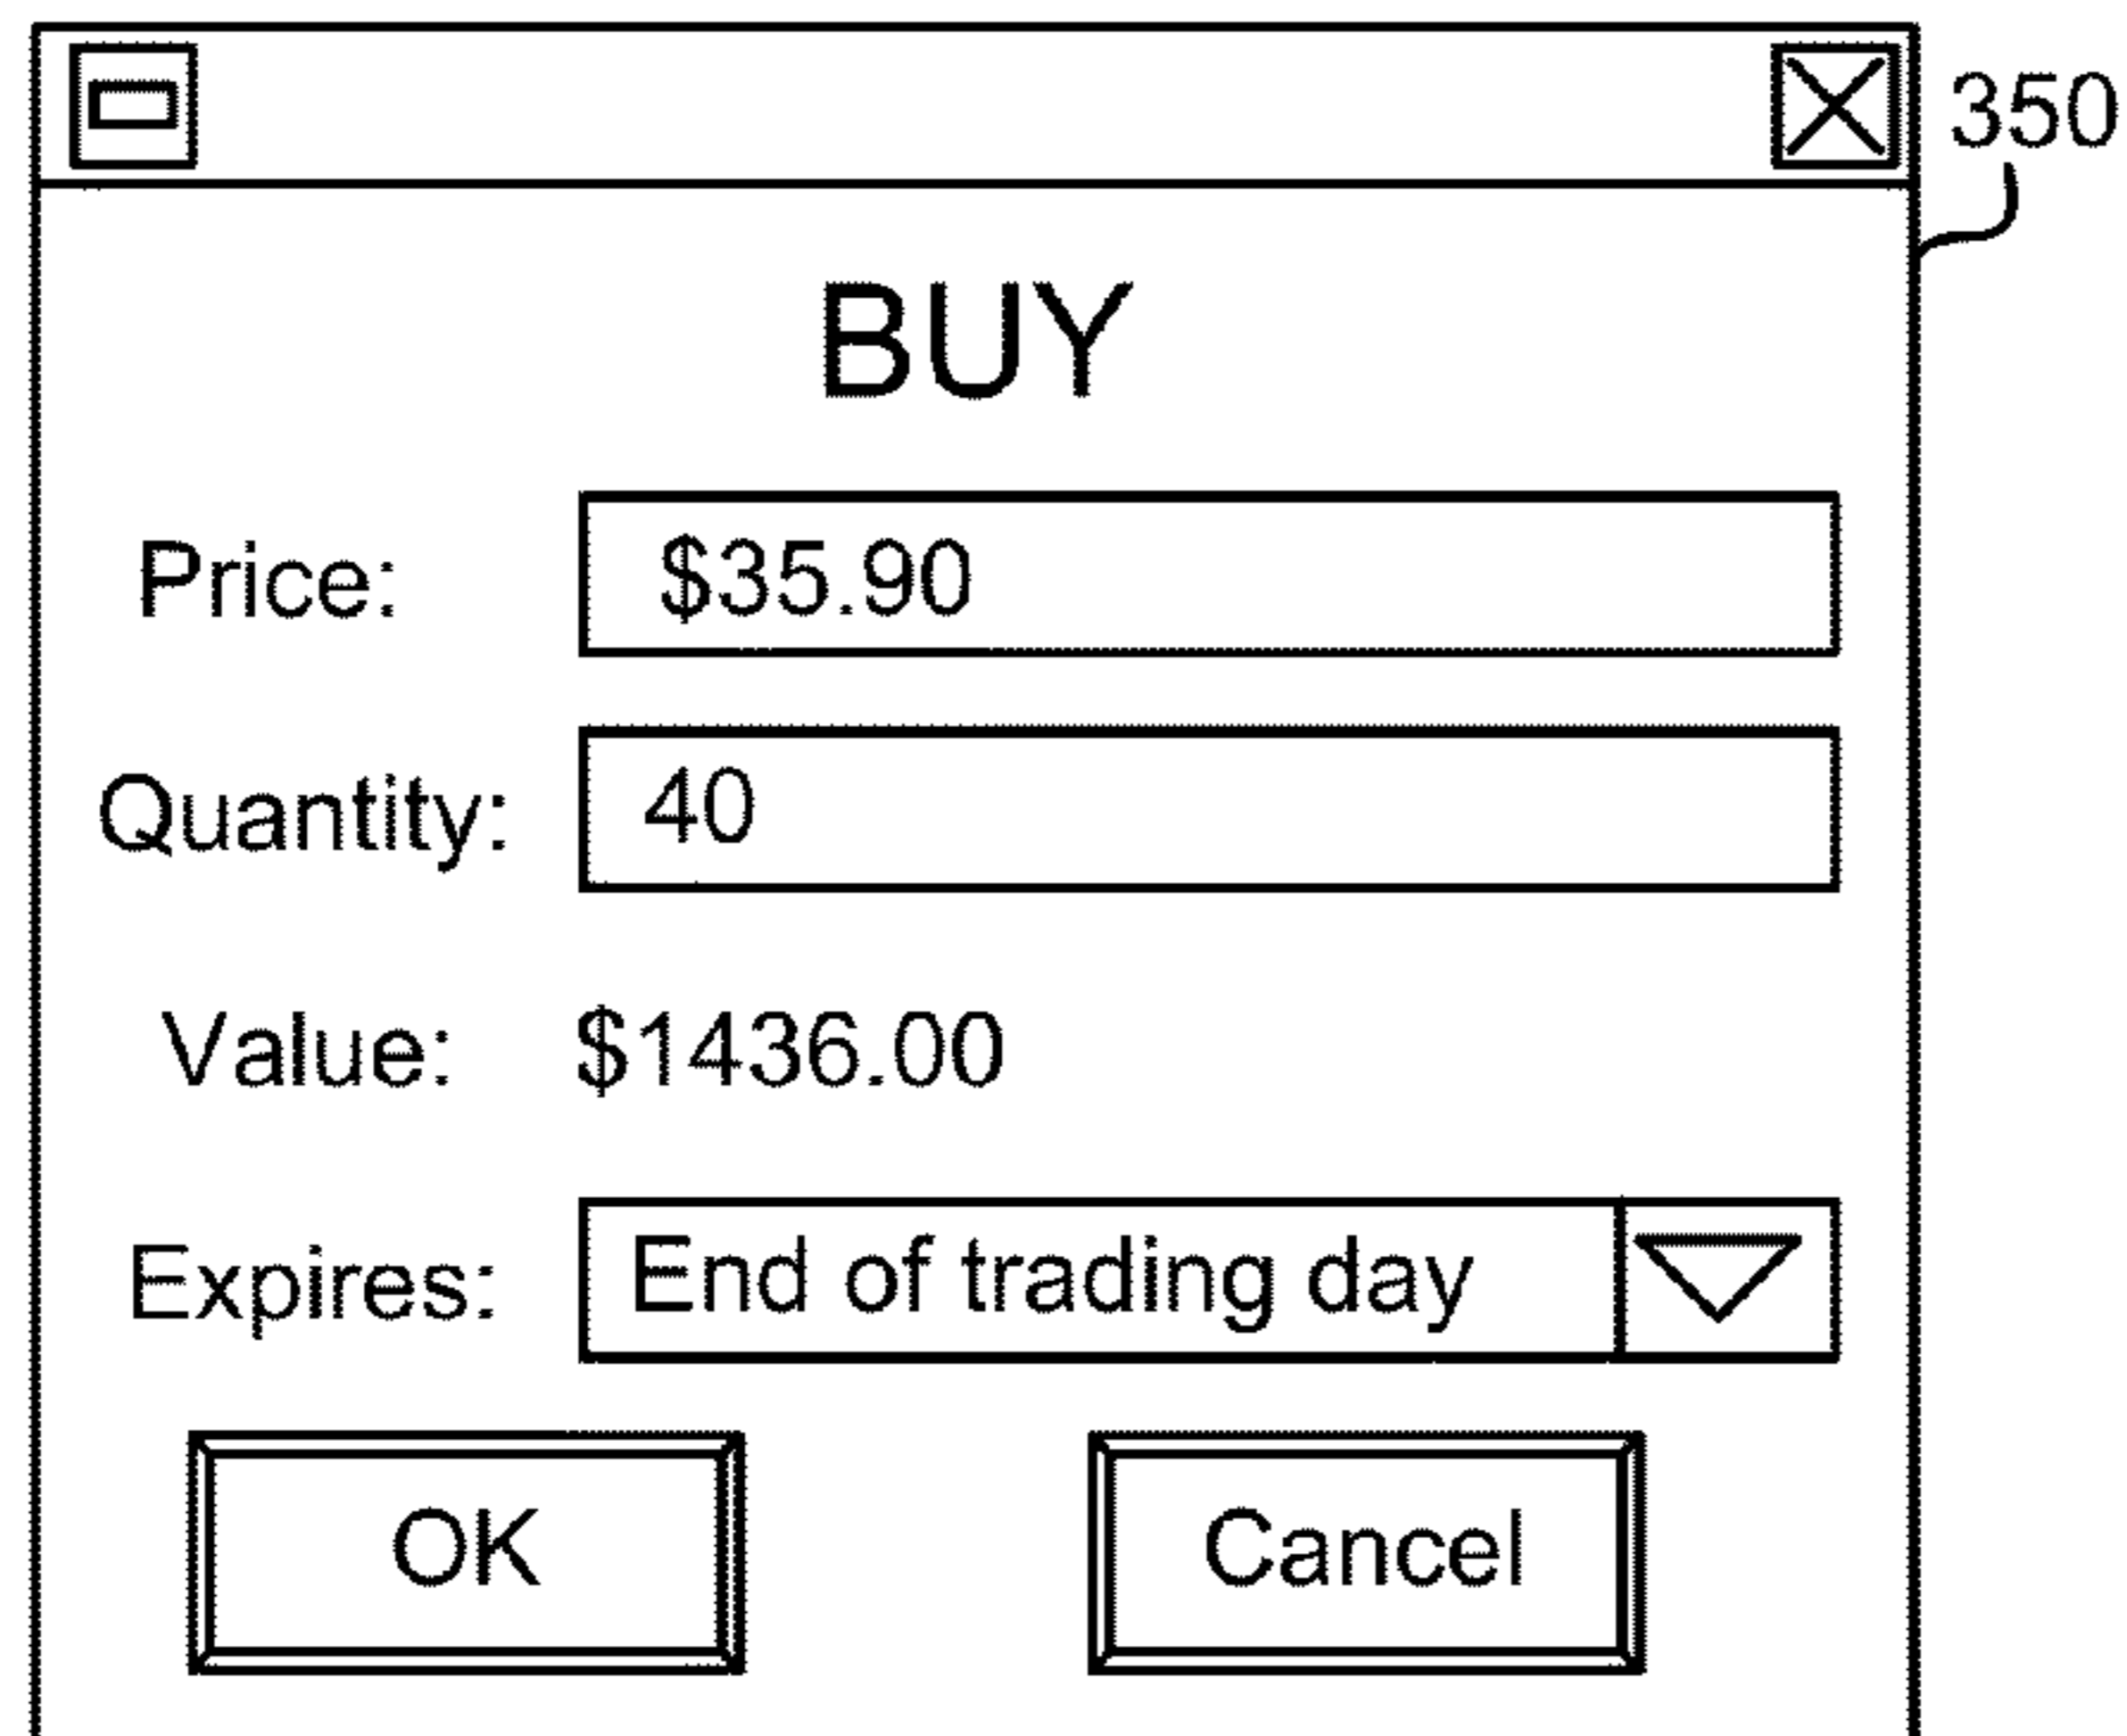 350
BUY
Price: $35.90
Quantity: 40
Value: $1436.00
Expires: End of trading day
OK Cancel